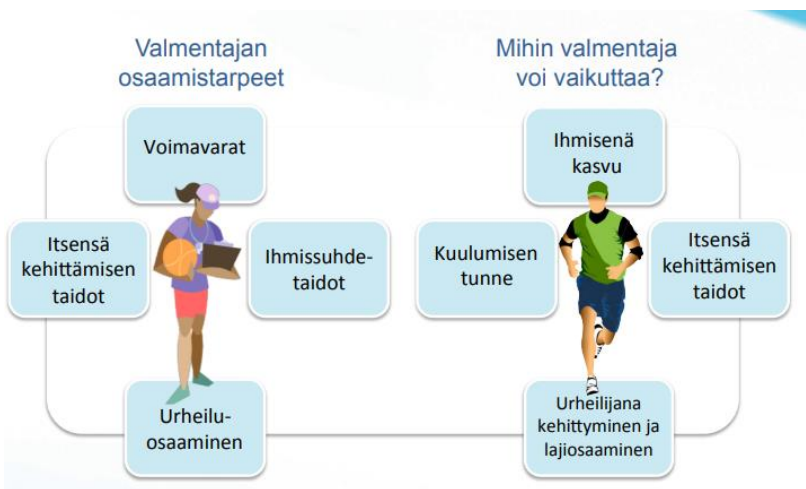 Valmentajan
osaamistarpeet
Voimavarat
Itsensä
kehittämisen
taidot
Ihmissuhde-
taidot
Urheilu-
osaaminen
Mihin valmentaja
voi vaikuttaa?
Ihmisenä
kasvu
Kuulumisen
tunne
Itsensä
kehittämisen
taidot
Urheilijana
kehittyminen ja
lajiosaaminen